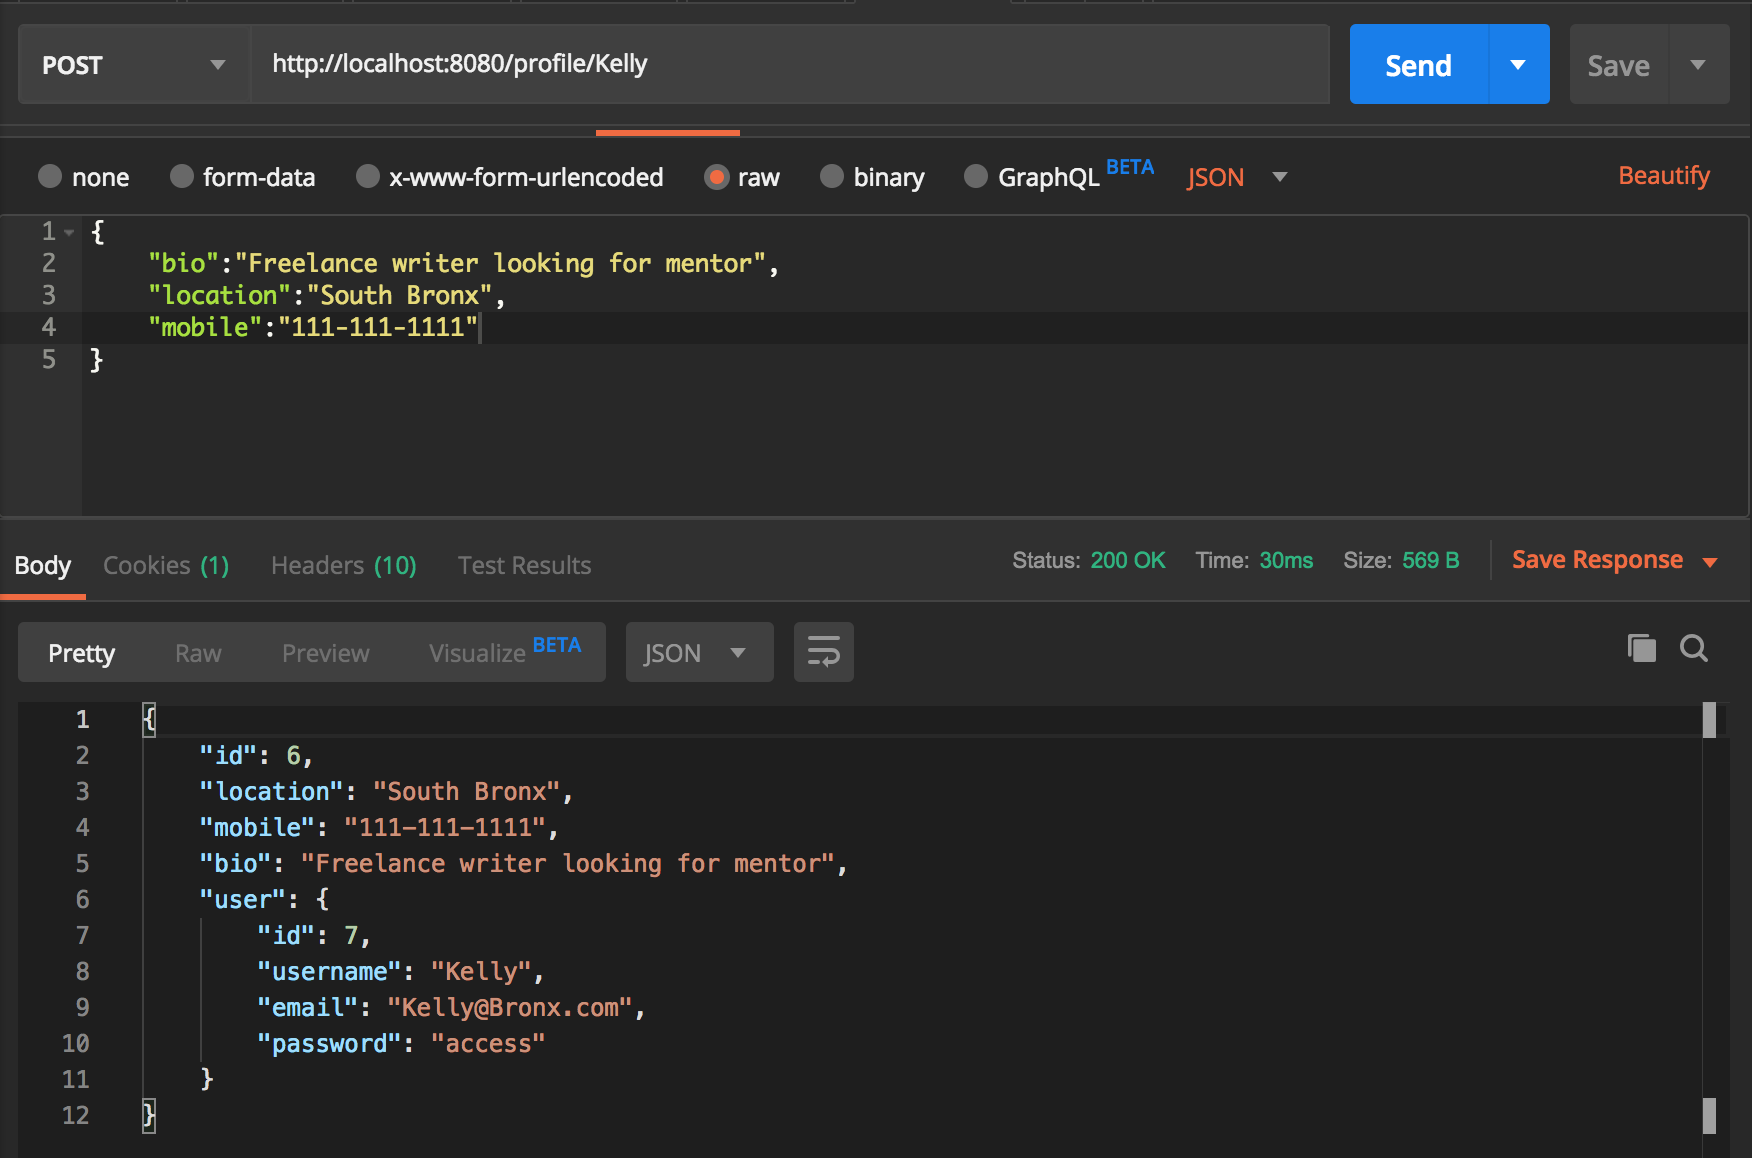 POST http://localhost:8080/profile/Kelly Send Save
none form-data x-www-form-urlencoded raw binary GraphQL BETA JSON Beautify
1 {
2 "bio":"Freelance writer looking for mentor",
3 "location":"South Bronx",
4 "mobile":"111-111-1111"
5 }
Body Cookies (1) Headers (10) Test Results Status: 200 OK Time: 30ms Size: 569 B Save Response
Pretty Raw Preview Visualize BETA JSON
1 {
2 "id": 6,
3 "location": "South Bronx",
4 "mobile": "111-111-1111",
5 "bio": "Freelance writer looking for mentor",
6 "user": {
7 "id": 7,
8 "username": "Kelly",
9 "email": "Kelly@Bronx.com",
10 "password": "access"
11 }
12 }